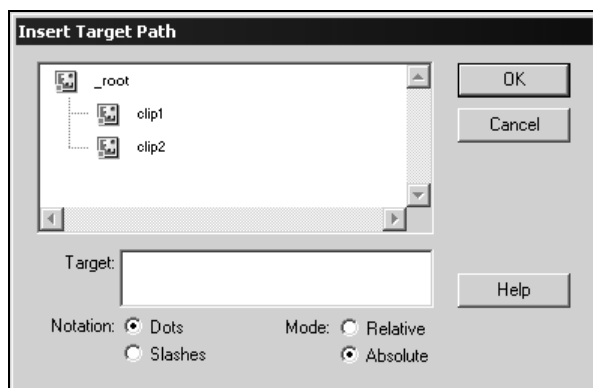 Insert Target Path
_root
clip1
clip2
OK
Cancel
Target:
Help
Notation: Dots Mode: Relative
Slashes Absolute